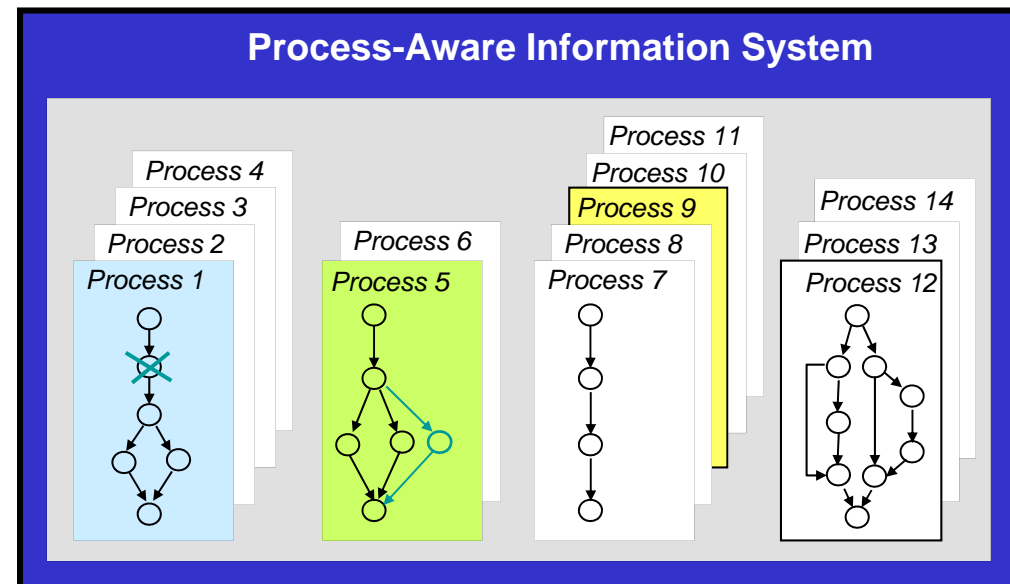 Process-Aware Information System
Process 4
Process 3
Process 2
Process 1
Process 6
Process 5
Process 11
Process 10
Process 9
Process 8
Process 7
Process 14
Process 13
Process 12